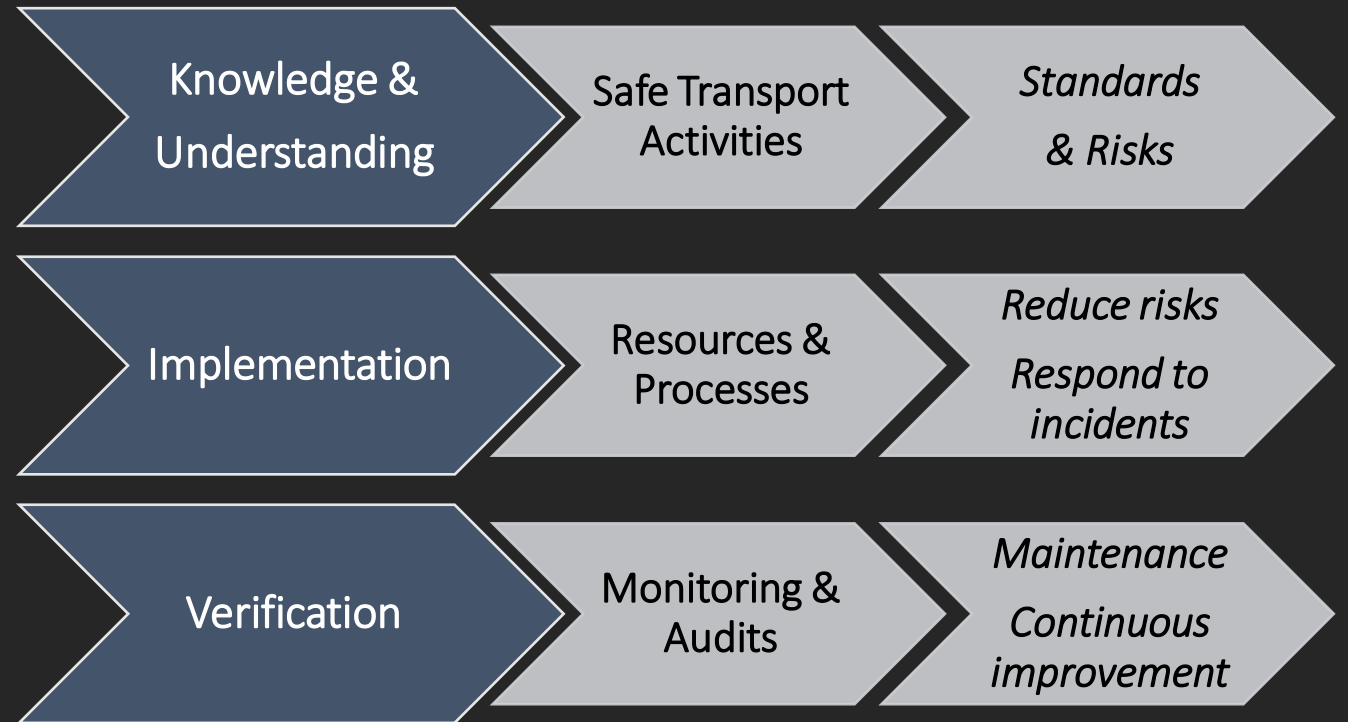 Knowledge &
Understanding
Safe Transport
Activities
Standards
& Risks
Implementation
Resources &
Processes
Reduce risks
Respond to
incidents
Verification
Monitoring &
Audits
Maintenance
Continuous
improvement